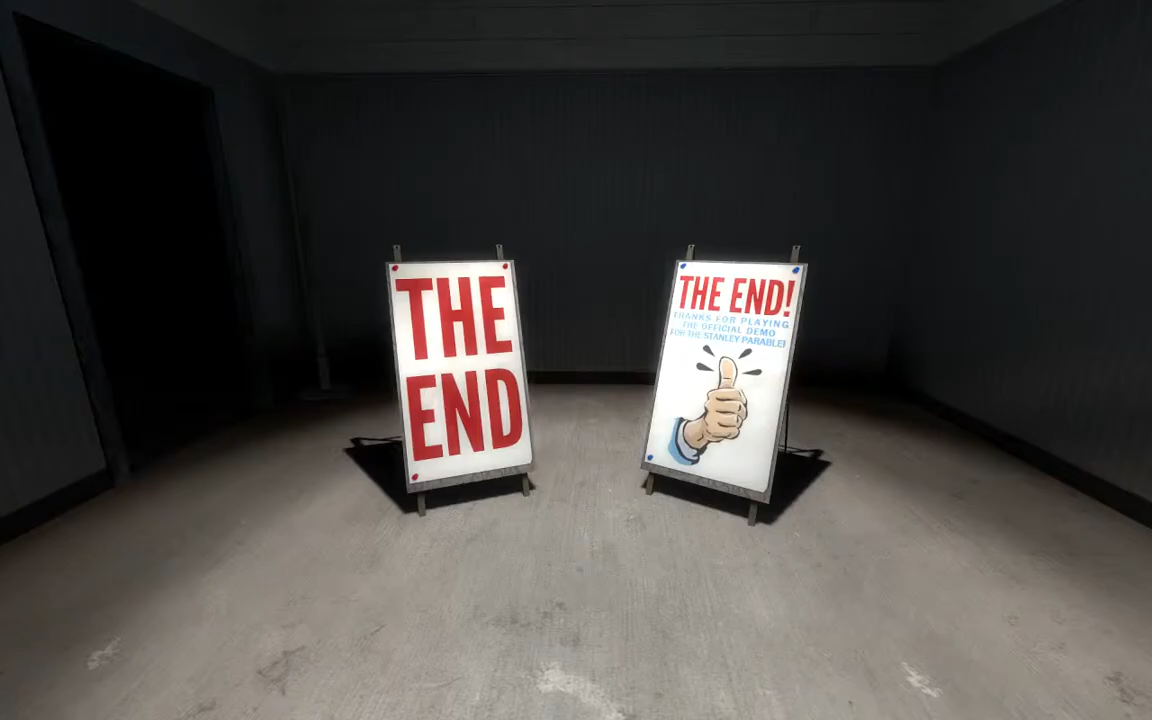 THE
END
THE END!
THANKS FOR PLAYING
THE OFFICIAL DEMO
FOR THE STANLEY PARABLE!